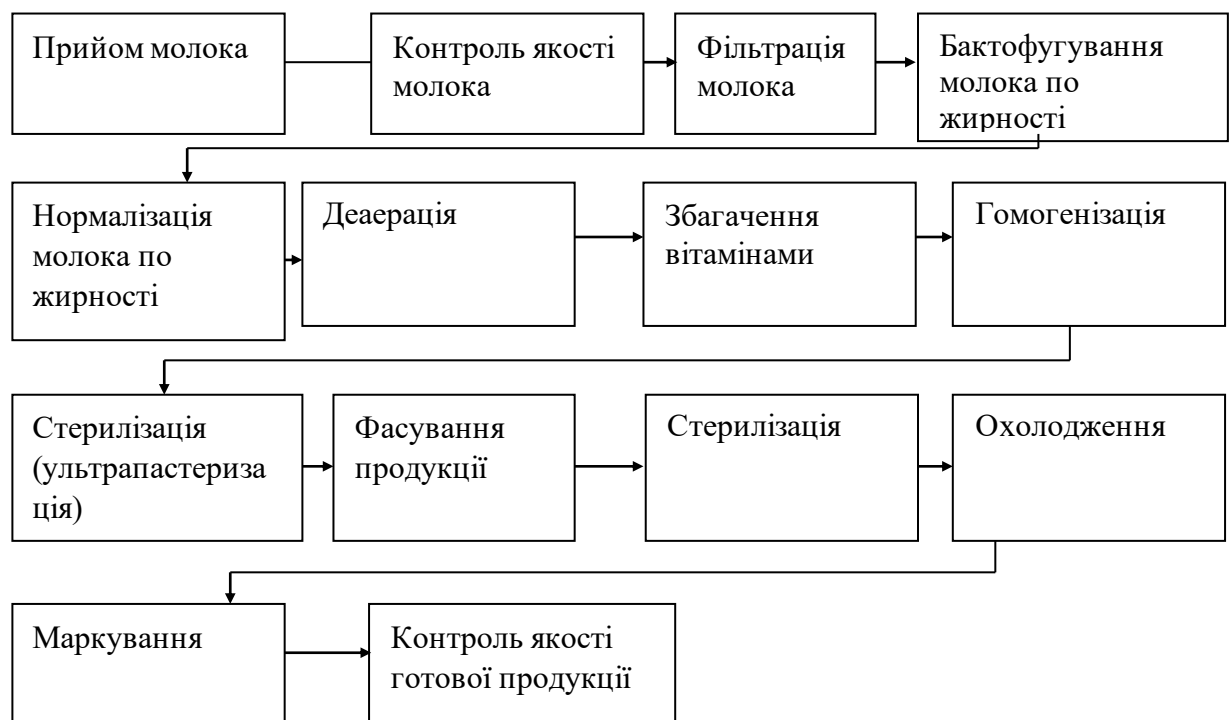 Прийом молока
Контроль якості
молока
Фільтрація
молока
Бактофугування
молока по
жирності
Нормалізація
молока по
жирності
Деаерація
Збагачення
вітамінами
Гомогенізація
Стерилізація
(ультрапастериза
ція)
Фасування
продукції
Стерилізація
Охолодження
Маркування
Контроль якості
готової продукції